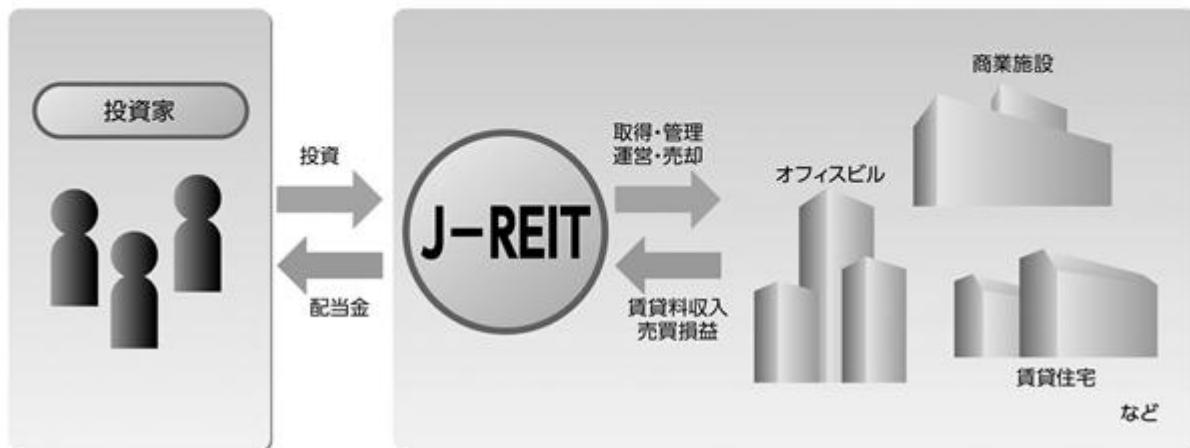 投資家
投資
配当金
J-REIT
取得・管理
運営・売却
賃貸料収入
売買損益
商業施設
オフィスビル
賃貸住宅
など